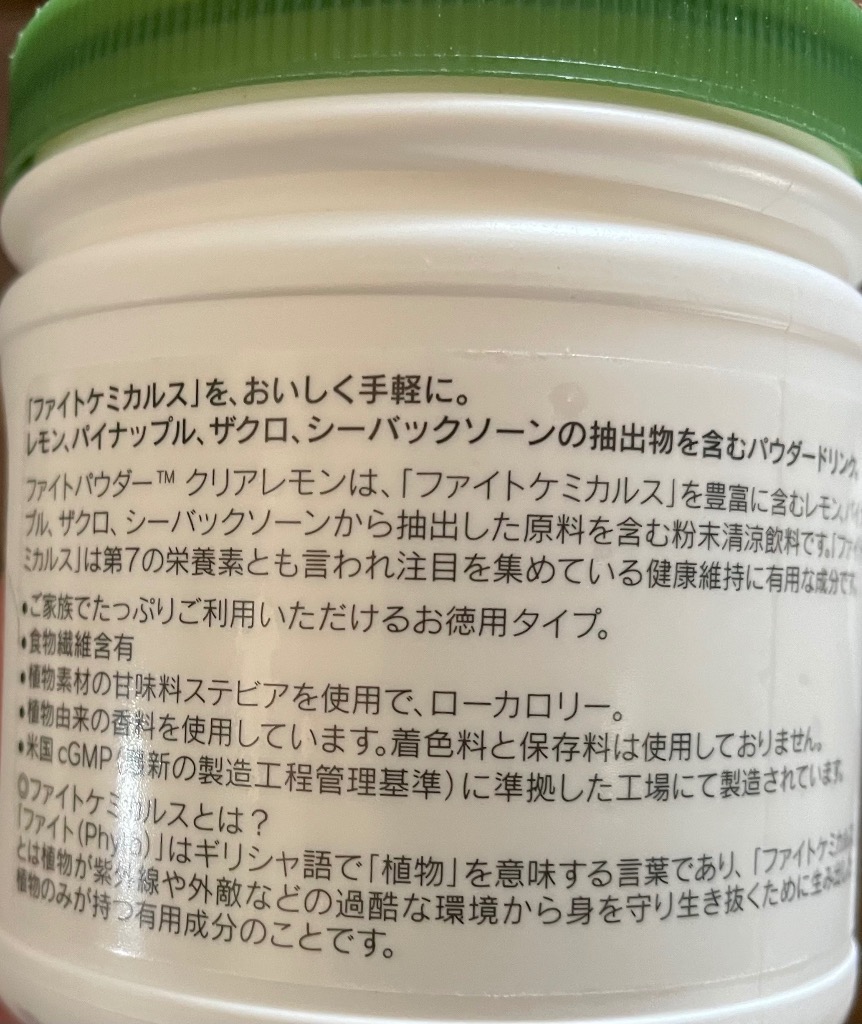 「ファイトケミカルス」を、おいしく手軽に。
レモン、パイナップル、ザクロ、シーバックソーンの抽出物を含むパウダードリンク。
ファイトパウダー™ クリアレモンは、「ファイトケミカルス」を豊富に含むレモン、パイ
プル、ザクロ、シーバックソーンから抽出した原料を含む粉末清涼飲料です。「ファイ
ミカルス」は第7の栄養素とも言われ注目を集めている健康維持に有用な成分です。
•ご家族でたっぷりご利用いただけるお徳用タイプ。
•食物繊維含有
•植物素材の甘味料ステビアを使用で、ローカロリー。
•植物由来の香料を使用しています。着色料と保存料は使用しておりません。
•米国 cGMP（最新の製造工程管理基準）に準拠した工場にて製造されています。
◎ファイトケミカルスとは？
「ファイト(Phyto)」はギリシャ語で「植物」を意味する言葉であり、「ファイトケミカル
とは植物が紫外線や外敵などの過酷な環境から身を守り生き抜くために生み出し
植物のみが持つ有用成分のことです。